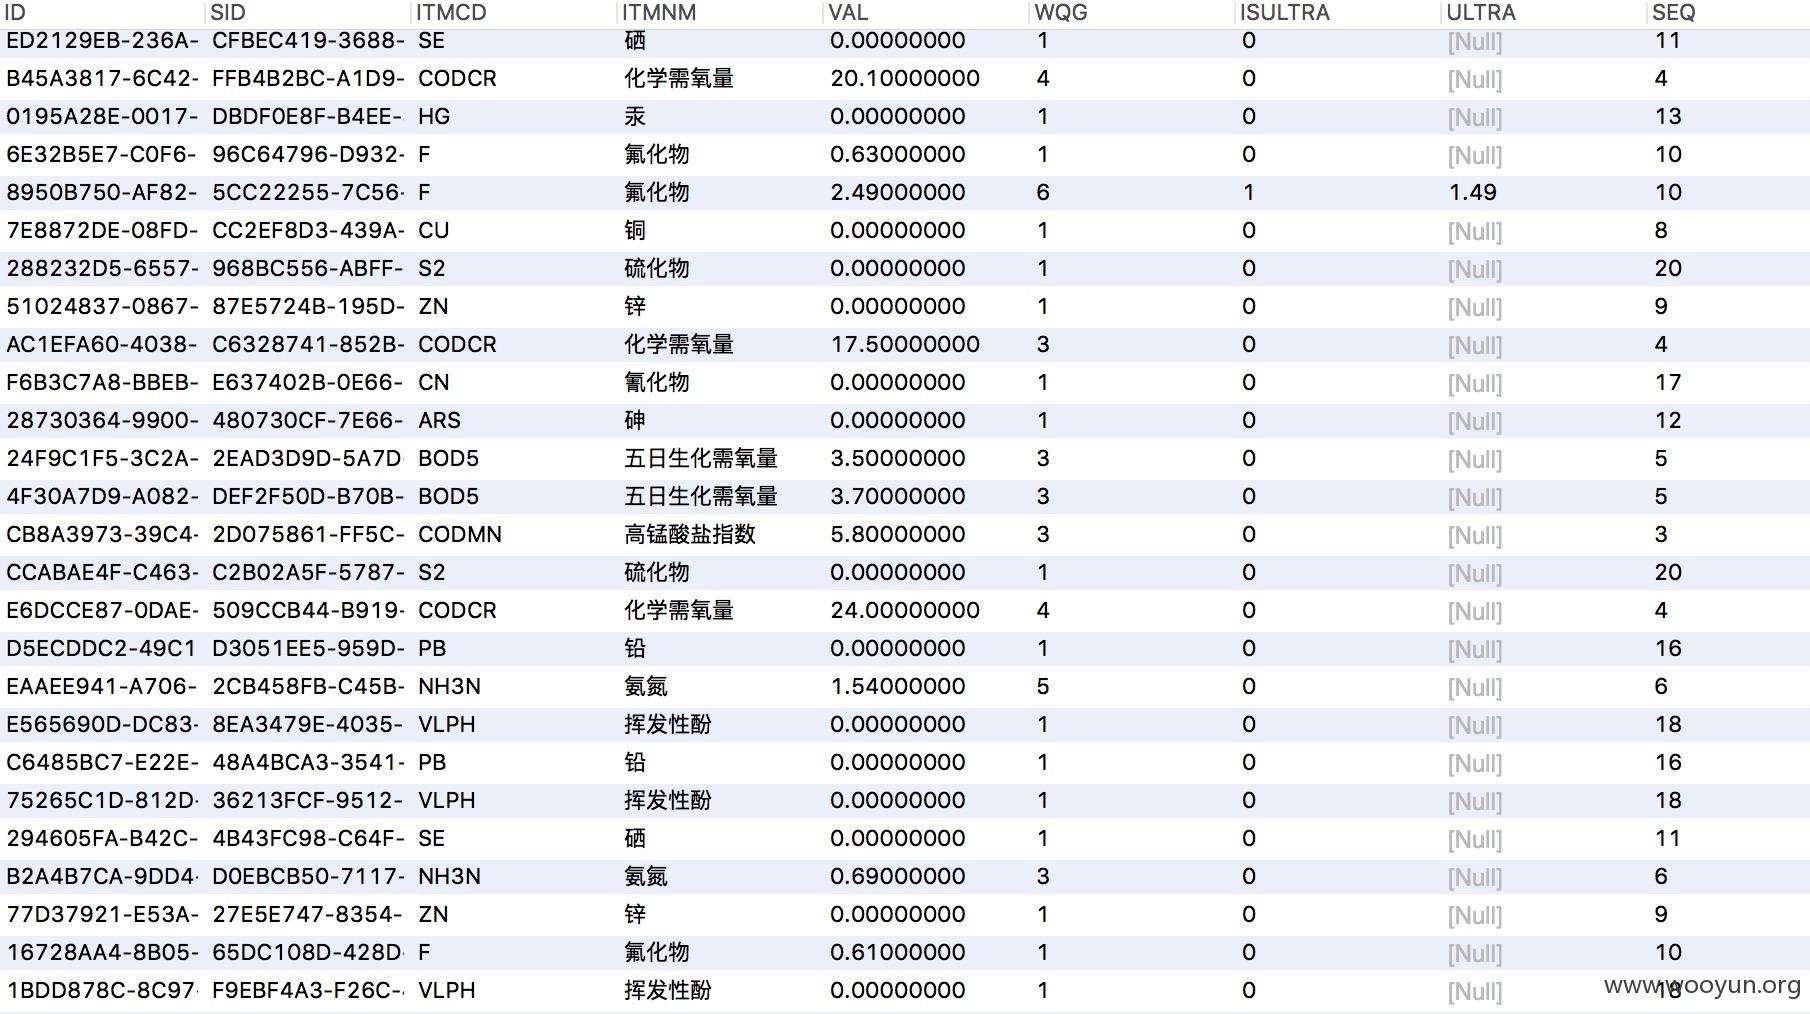 ID SID ITMCD ITMNM VAL WQG ISULTRA ULTRA SEQ
ED2129EB-236A- CFBEC419-3688- SE 硒 0.00000000 1 0 [Null] 11
B45A3817-6C42- FFB4B2BC-A1D9- CODCR 化学需氧量 20.10000000 4 0 [Null] 4
0195A28E-0017- DBDF0E8F-B4EE- HG 汞 0.00000000 1 0 [Null] 13
6E32B5E7-C0F6- 96C64796-D932- F 氟化物 0.63000000 1 0 [Null] 10
8950B750-AF82- 5CC22255-7C56- F 氟化物 2.49000000 6 1 1.49 10
7E8872DE-08FD- CC2EF8D3-439A- CU 铜 0.00000000 1 0 [Null] 8
288232D5-6557- 968BC556-ABFF- S2 硫化物 0.00000000 1 0 [Null] 20
51024837-0867- 87E5724B-195D- ZN 锌 0.00000000 1 0 [Null] 9
AC1EFA60-4038- C6328741-852B- CODCR 化学需氧量 17.50000000 3 0 [Null] 4
F6B3C7A8-BBEB- E637402B-0E66- CN 氰化物 0.00000000 1 0 [Null] 17
28730364-9900- 480730CF-7E66- ARS 砷 0.00000000 1 0 [Null] 12
24F9C1F5-3C2A- 2EAD3D9D-5A7D BOD5 五日生化需氧量 3.50000000 3 0 [Null] 5
4F30A7D9-A082- DEF2F50D-B70B- BOD5 五日生化需氧量 3.70000000 3 0 [Null] 5
CB8A3973-39C4- 2D075861-FF5C- CODMN 高锰酸盐指数 5.80000000 3 0 [Null] 3
CCABAE4F-C463- C2B02A5F-5787- S2 硫化物 0.00000000 1 0 [Null] 20
E6DCCE87-0DAE- 509CCB44-B919- CODCR 化学需氧量 24.00000000 4 0 [Null] 4
D5ECDDC2-49C1 D3051EE5-959D- PB 铅 0.00000000 1 0 [Null] 16
EAAEE941-A706- 2CB458FB-C45B- NH3N 氨氮 1.54000000 5 0 [Null] 6
E565690D-DC83- 8EA3479E-4035- VLPH 挥发性酚 0.00000000 1 0 [Null] 18
C6485BC7-E22E- 48A4BCA3-3541- PB 铅 0.00000000 1 0 [Null] 16
75265C1D-812D- 36213FCF-9512- VLPH 挥发性酚 0.00000000 1 0 [Null] 18
294605FA-B42C- 4B43FC98-C64F- SE 硒 0.00000000 1 0 [Null] 11
B2A4B7CA-9DD4- D0EBCB50-7117- NH3N 氨氮 0.69000000 3 0 [Null] 6
77D37921-E53A- 27E5E747-8354- ZN 锌 0.00000000 1 0 [Null] 9
16728AA4-8B05- 65DC108D-428D- F 氟化物 0.61000000 1 0 [Null] 10
1BDD878C-8C97- F9EBF4A3-F26C- VLPH 挥发性酚 0.00000000 1 0 [Null] 18
www.wooyun.org